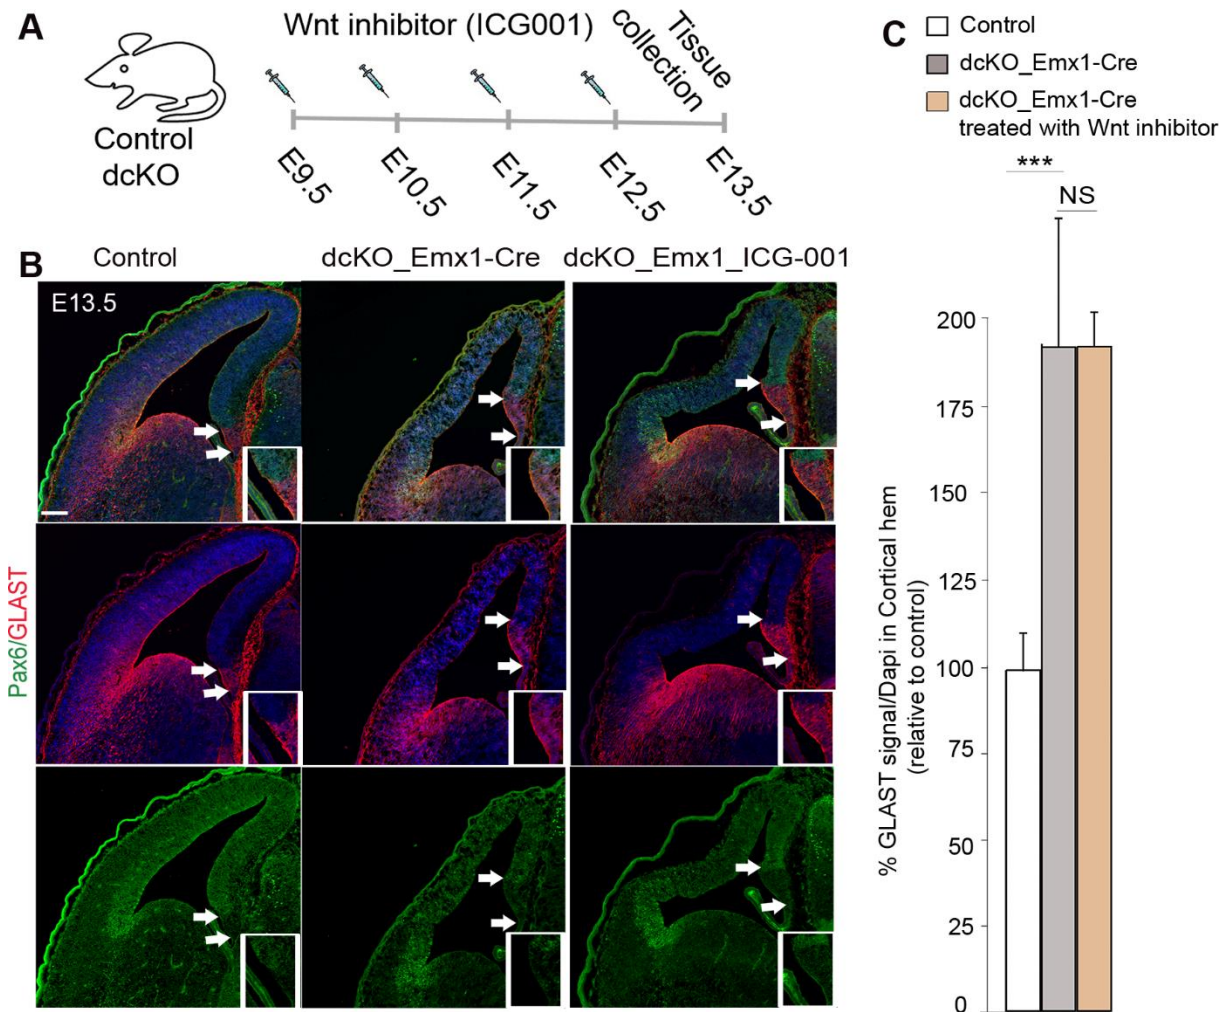 A
Wnt inhibitor (ICG001)
Tissue
collection
Control
dcKO
E9.5
E10.5
E11.5
E12.5
E13.5
B
Control
dcKO_Emx1-Cre
dcKO_Emx1_ICG-001
E13.5
Pax6/GLAST
C
Control
dcKO_Emx1-Cre
dcKO_Emx1-Cre
treated with Wnt inhibitor
***
NS
% GLAST signal/Dapi in Cortical hem
(relative to control)
200
175
150
125
100
75
50
25
0